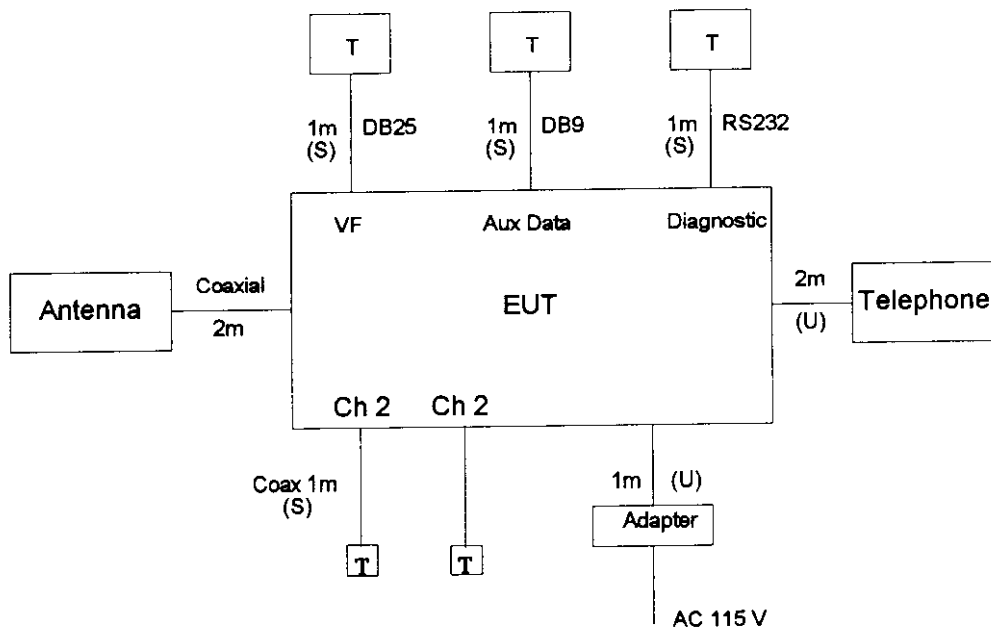 T
T
T
1m
(S)
DB25
1m
(S)
DB9
1m
(S)
RS232
VF
Aux Data
Diagnostic
Antenna
Coaxial
2m
EUT
2m
(U)
Telephone
Ch 2
Ch 2
Coax 1m
(S)
1m
(U)
Adapter
T
T
AC 115 V